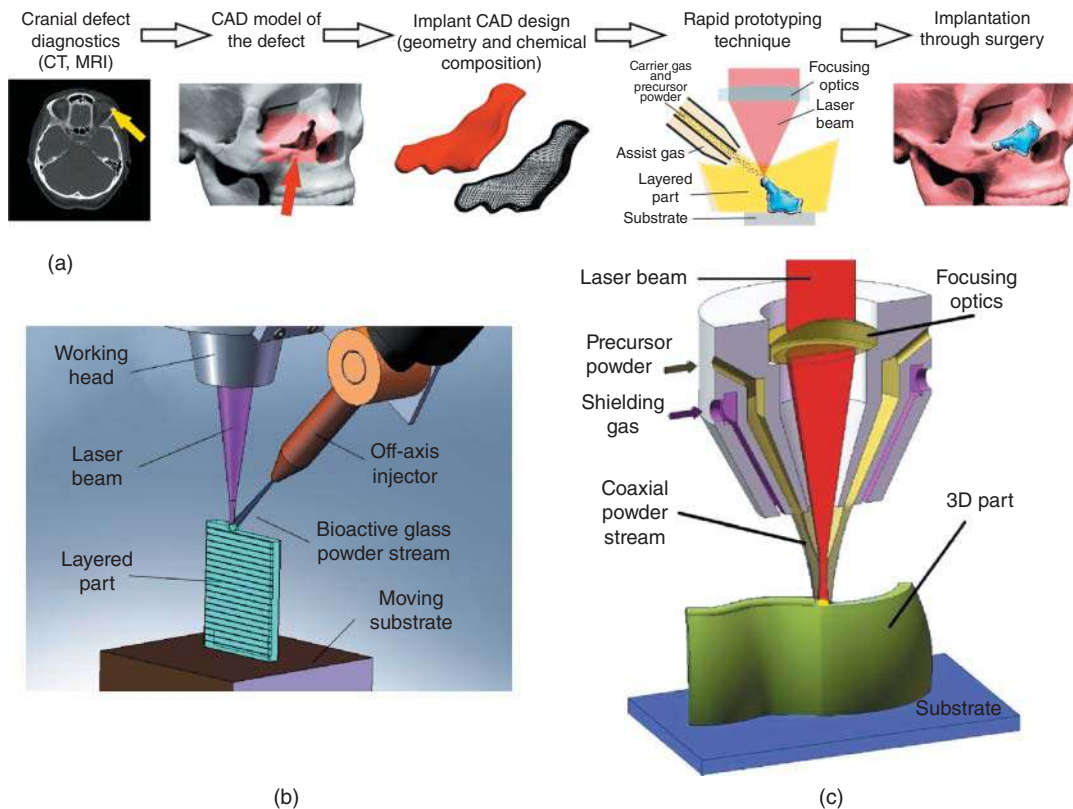 Cranial defect
diagnostics
(CT, MRI)
CAD model of
the defect
Implant CAD design
(geometry and chemical
composition)
Rapid prototyping
technique
Implantation
through surgery
Carrier gas and
precursor
powder
Focusing
optics
Laser
beam
Assist gas
Layered
part
Substrate
(a)
Working
head
Laser
beam
Off-axis
injector
Bioactive glass
powder stream
Layered
part
Moving
substrate
(b)
Laser beam
Focusing
optics
Precursor
powder
Shielding
gas
Coaxial
powder
stream
3D part
Substrate
(c)